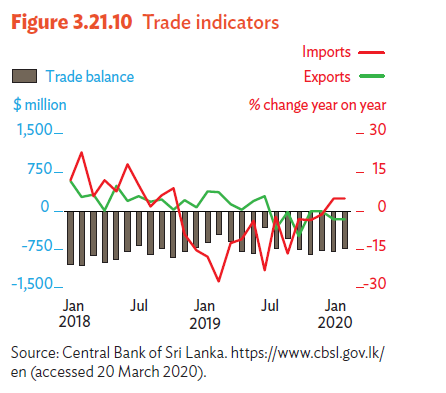 Figure 3.21.10 Trade indicators
Imports
Trade balance
Exports
$ million
% change year on year
1,500
30
750
15
0
0
-750
-15
-1,500
-30
Jan
2018
Jul
Jan
2019
Jul
Jan
2020
Source: Central Bank of Sri Lanka. https://www.cbsl.gov.lk/
en (accessed 20 March 2020).